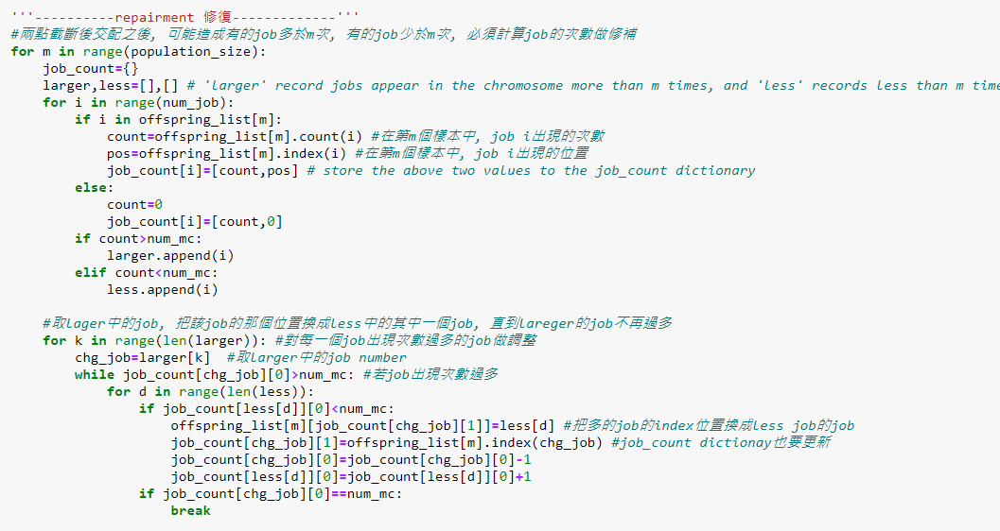 '''----------repairment 修復-------------'''
#兩點截斷後交配之後, 可能造成有的job多於m次, 有的job少於m次, 必須計算job的次數做修補
for m in range(population_size):
    job_count={}
    larger,less=[],[] # 'larger' record jobs appear in the chromosome more than m times, and 'less' records less than m time
    for i in range(num_job):
        if i in offspring_list[m]:
            count=offspring_list[m].count(i) #在第m個樣本中, job i出現的次數
            pos=offspring_list[m].index(i) #在第m個樣本中, job i出現的位置
            job_count[i]=[count,pos] # store the above two values to the job_count dictionary
        else:
            count=0
            job_count[i]=[count,0]
        if count>num_mc:
            larger.append(i)
        elif count<num_mc:
            less.append(i)
    #取lager中的job, 把該job的那個位置換成less中的其中一個job, 直到lareger的job不再過多
    for k in range(len(larger)): #對每一個job出現次數過多的job做調整
        chg_job=larger[k]  #取larger中的job number
        while job_count[chg_job][0]>num_mc: #若job出現次數過多
            for d in range(len(less)):
                if job_count[less[d]][0]<num_mc:
                    offspring_list[m][job_count[chg_job][1]]=less[d] #把多的job的index位置換成less job的job
                    job_count[chg_job][1]=offspring_list[m].index(chg_job) #job_count dictionay也要更新
                    job_count[chg_job][0]=job_count[chg_job][0]-1
                    job_count[less[d]][0]=job_count[less[d]][0]+1
                if job_count[chg_job][0]==num_mc:
                    break